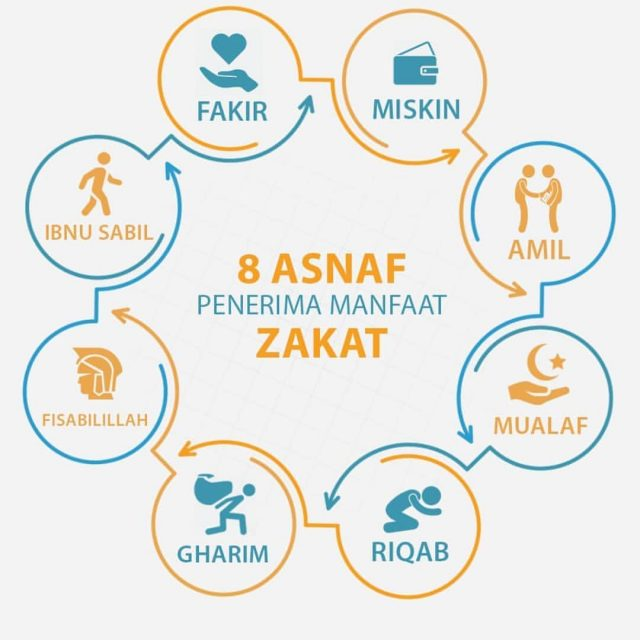 FAKIR
MISKIN
AMIL
MUALAF
RIQAB
GHARIM
FISABILILLAH
IBNU SABIL
8 ASNAF
PENERIMA MANFAAT
ZAKAT